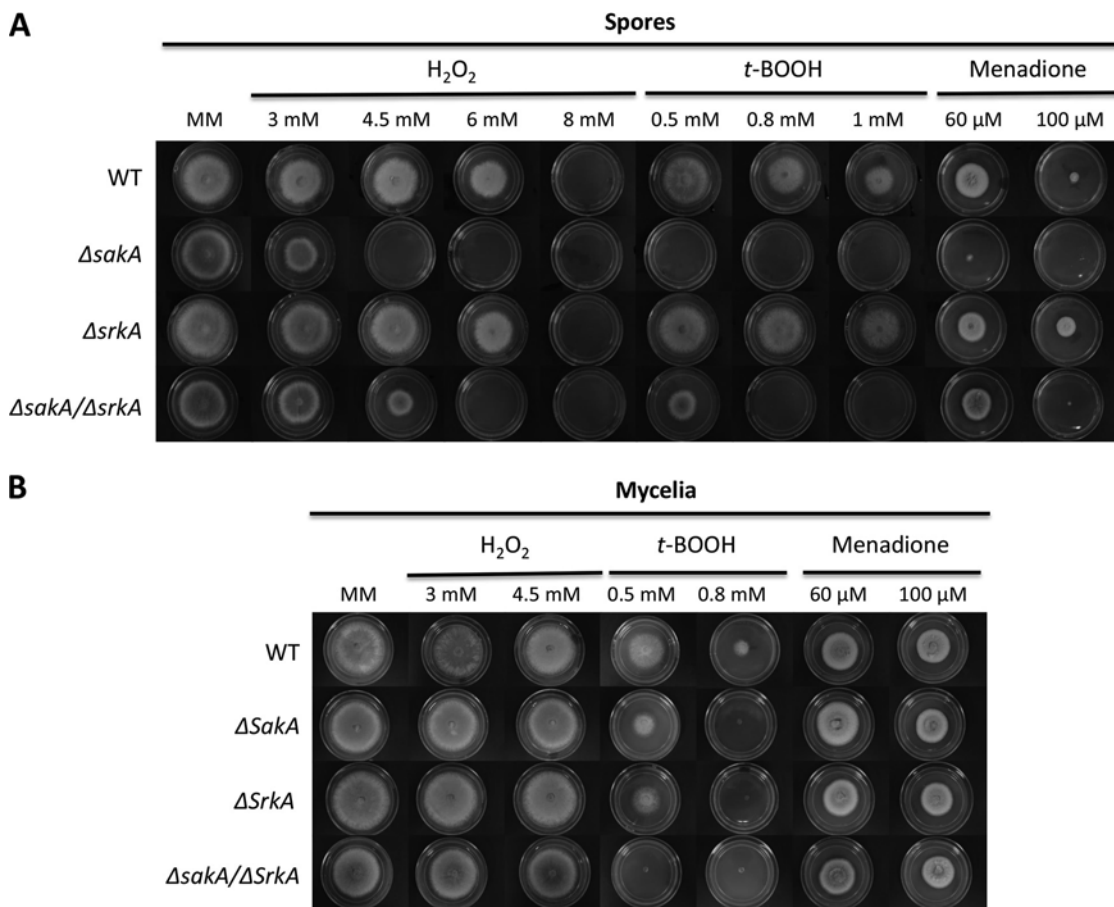 A
Spores
H₂O₂ t-BOOH Menadione
MM 3 mM 4.5 mM 6 mM 8 mM 0.5 mM 0.8 mM 1 mM 60 µM 100 µM
WT
ΔsakA
ΔsrkA
ΔsakA/ΔsrkA
B
Mycelia
H₂O₂ t-BOOH Menadione
MM 3 mM 4.5 mM 0.5 mM 0.8 mM 60 µM 100 µM
WT
ΔSakA
ΔSrkA
ΔsakA/ΔSrkA